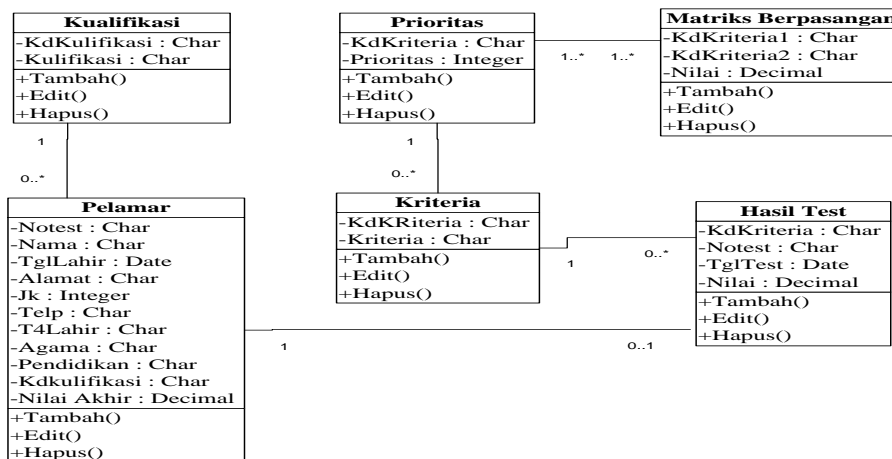 Kualifikasi
-KdKulifikasi : Char
-Kulifikasi : Char
+Tambah()
+Edit()
+Hapus()
Prioritas
-KdKriteria : Char
-Prioritas : Integer
+Tambah()
+Edit()
+Hapus()
1..*
1..*
Matriks Berpasangan
-KdKriteria1 : Char
-KdKriteria2 : Char
-Nilai : Decimal
+Tambah()
+Edit()
+Hapus()
1
0..*
1
0..*
Pelamar
-Notest : Char
-Nama : Char
-TglLahir : Date
-Alamat : Char
-Jk : Integer
-Telp : Char
-T4Lahir : Char
-Agama : Char
-Pendidikan : Char
-Kdkulifikasi : Char
-Nilai Akhir : Decimal
+Tambah()
+Edit()
+Hapus()
Kriteria
-KdKRiteria : Char
-Kriteria : Char
+Tambah()
+Edit()
+Hapus()
1
0..*
Hasil Test
-KdKriteria : Char
-Notest : Char
-TglTest : Date
-Nilai : Decimal
+Tambah()
+Edit()
+Hapus()
1
0..1